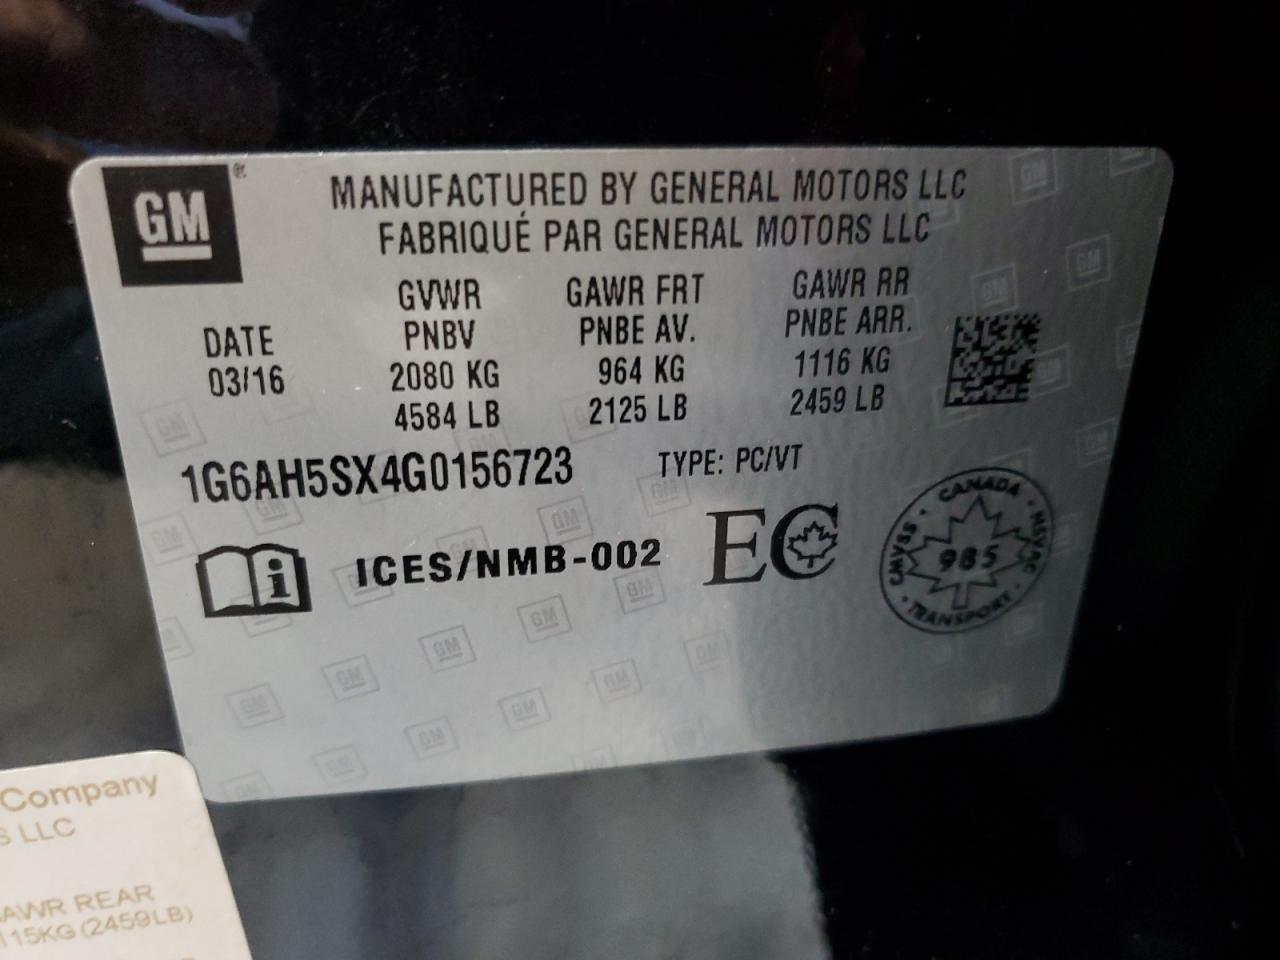 GM ®
MANUFACTURED BY GENERAL MOTORS LLC
FABRIQUÉ PAR GENERAL MOTORS LLC
DATE
03/16
GVWR
PNBV
2080 KG
4584 LB
GAWR FRT
PNBE AV.
964 KG
2125 LB
GAWR RR
PNBE ARR.
1116 KG
2459 LB
1G6AH5SX4G0156723
TYPE: PC/VT
ICES/NMB-002
EC
CANADA
CMVSS
985
NSVAC
TRANSPORT
Company
S LLC
AWR REAR
115KG (2459LB)